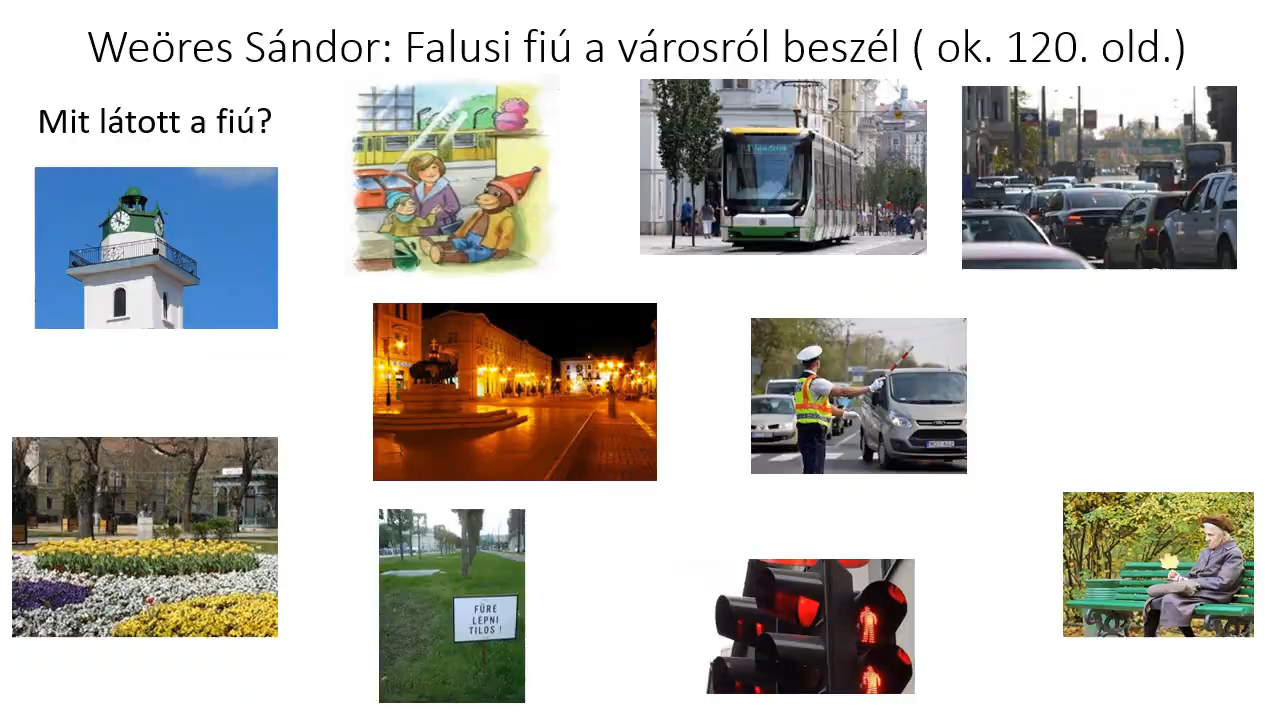 Weöres Sándor: Falusi fiú a városról beszél ( ok. 120. old.)
Mit látott a fiú?
FŰRE
LÉPNI
TILOS !